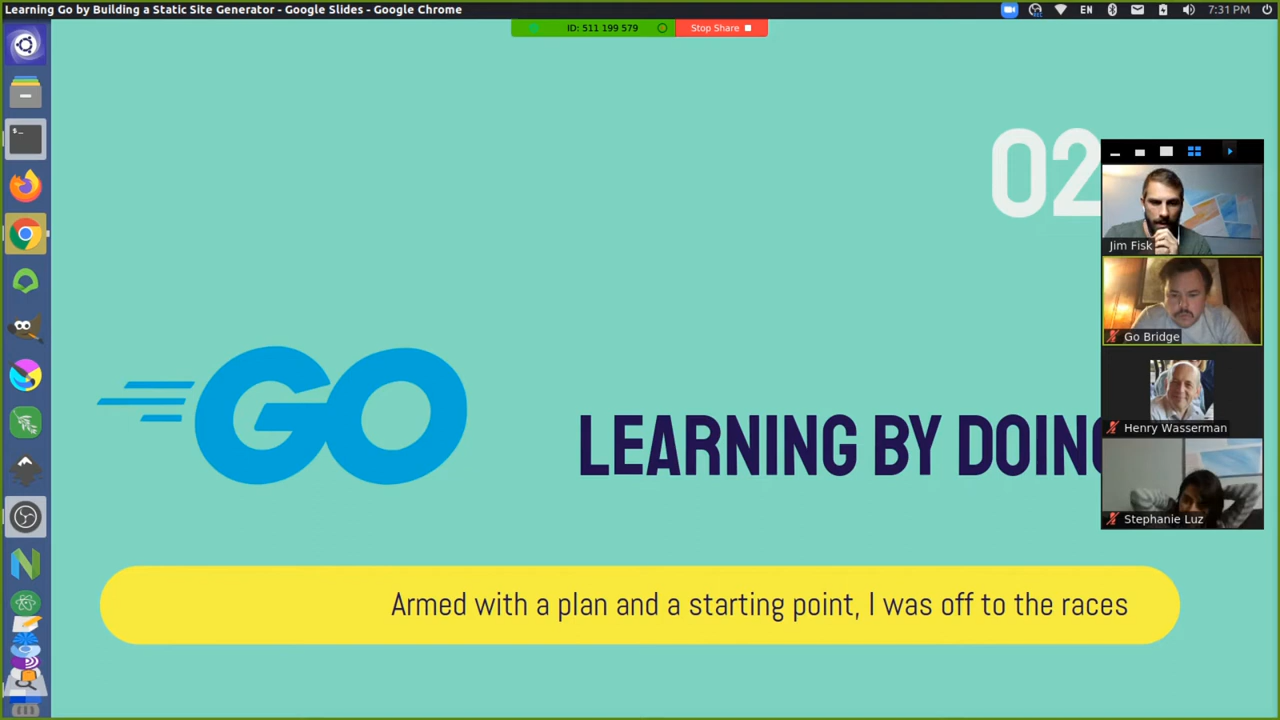 Learning Go by Building a Static Site Generator - Google Slides - Google Chrome
EN
7:31 PM
ID: 511 199 579
Stop Share
02
Jim Fisk
Go Bridge
Henry Wasserman
Stephanie Luz
GO
LEARNING BY DOING
Armed with a plan and a starting point, I was off to the races